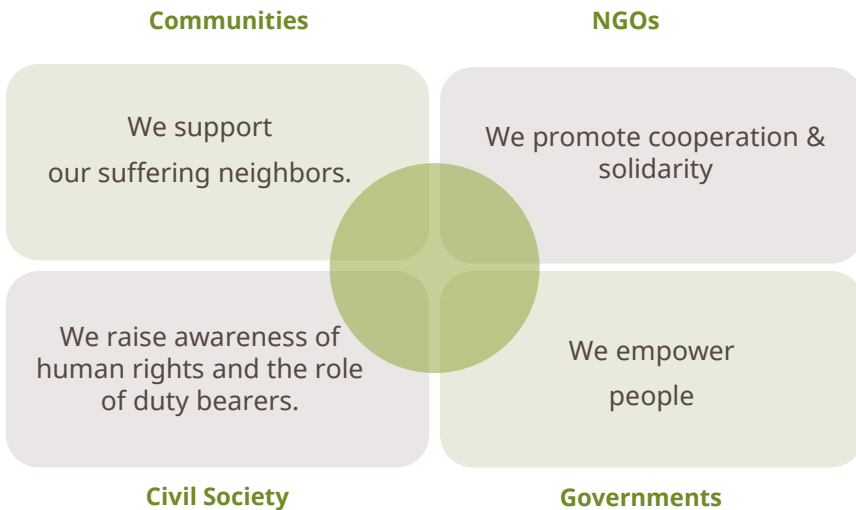 Communities
NGOs
We support
our suffering neighbors.
We promote cooperation &
solidarity
We raise awareness of
human rights and the role
of duty bearers.
We empower
people
Civil Society
Governments